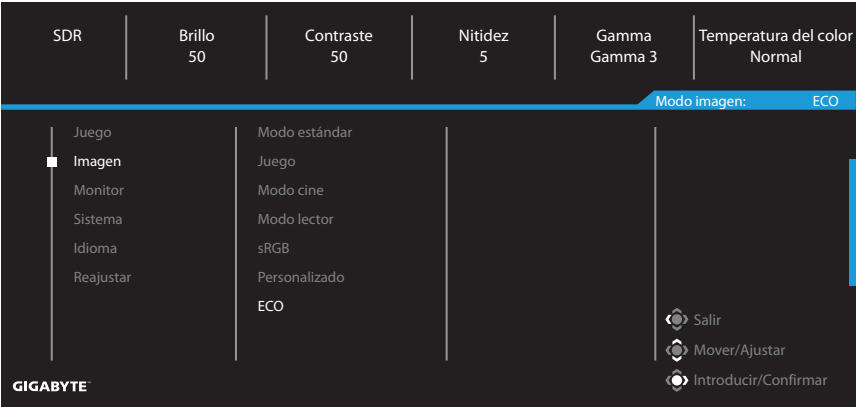 SDR
Brillo
50
Contraste
50
Nitidez
5
Gamma
Gamma 3
Temperatura del color
Normal
Modo imagen: ECO
Juego
Imagen
Monitor
Sistema
Idioma
Reajustar
Modo estándar
Juego
Modo cine
Modo lector
sRGB
Personalizado
ECO
Salir
Mover/Ajustar
Introducir/Confirmar
GIGABYTE™